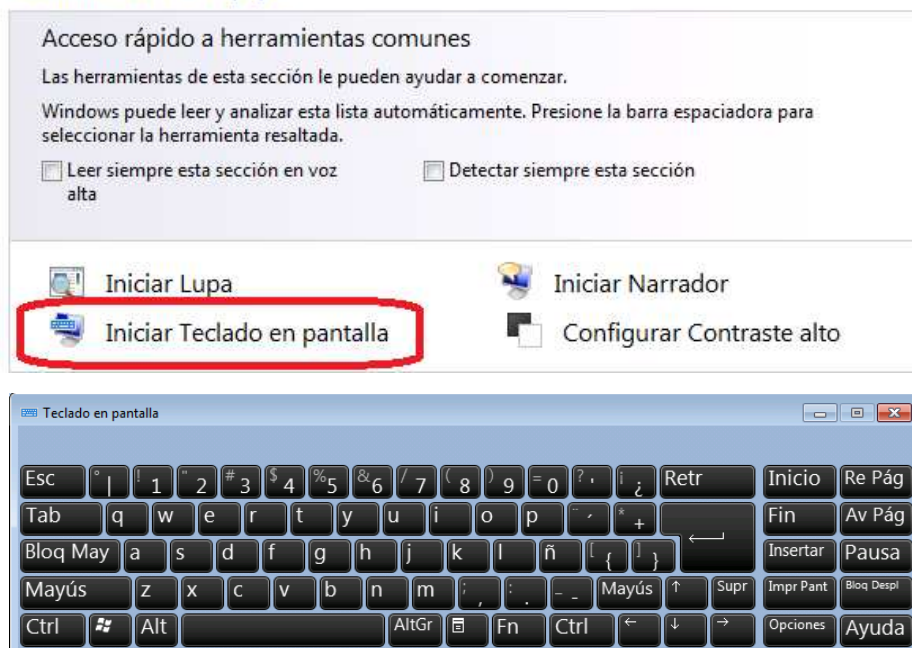 Acceso rápido a herramientas comunes
Las herramientas de esta sección le pueden ayudar a comenzar.
Windows puede leer y analizar esta lista automáticamente. Presione la barra espaciadora para
seleccionar la herramienta resaltada.
Leer siempre esta sección en voz
alta
Detectar siempre esta sección
Iniciar Lupa
Iniciar Narrador
Iniciar Teclado en pantalla
Configurar Contraste alto
Teclado en pantalla
Esc ° | ! 1 " 2 # 3 $ 4 % 5 & 6 / 7 ( 8 ) 9 = 0 ? ' ¡ ¿ Retr Inicio Re Pág
Tab q w e r t y u i o p ¨ ´ * + Fin Av Pág
Bloq May a s d f g h j k l ñ [ { ] } Insertar Pausa
Mayús z x c v b n m ; , : . _ - Mayús ↑ Supr Impr Pant Bloq Despl
Ctrl Alt AltGr Fn Ctrl ← ↓ → Opciones Ayuda